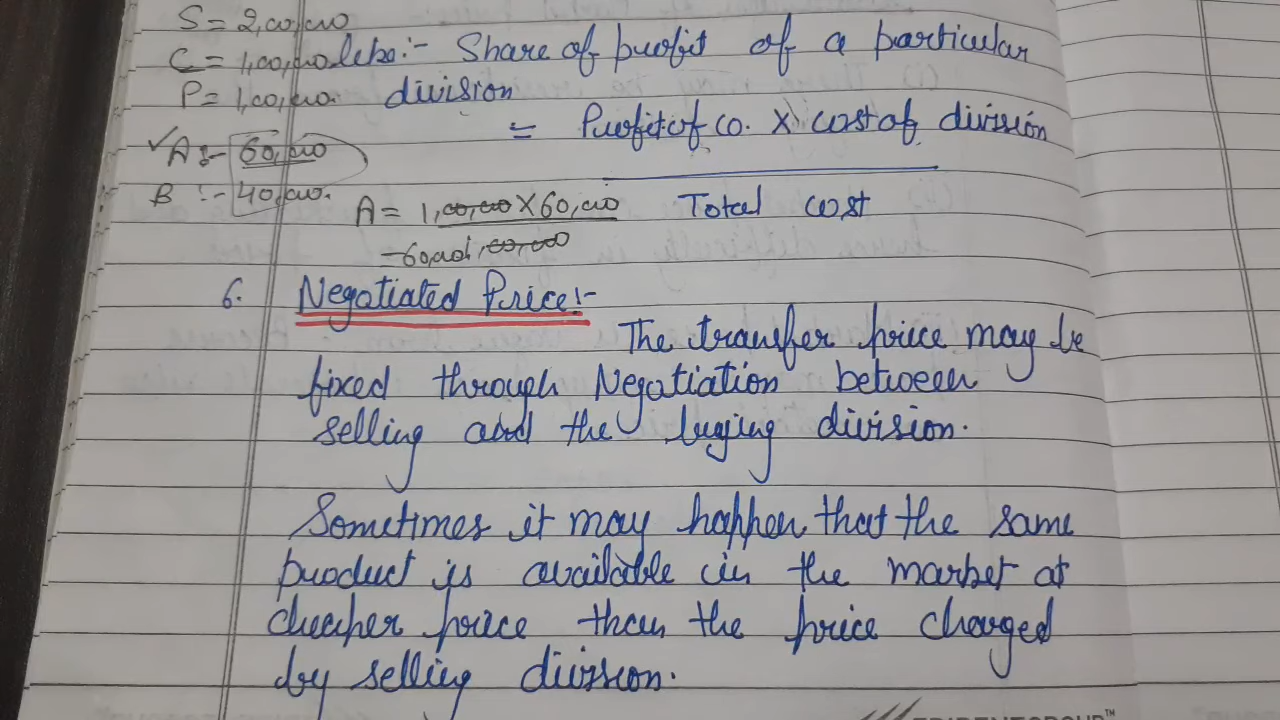 S = 2,00,000
C = 1,00,000
P = 1,00,000.
✓A :- 60,000
B :- 40,000.
:- Share of profit of a particular
division
= Profit of co. X cost of division
Total cost
A = 1,00,000 X 60,000
1,00,000
= 60,000
6. Negotiated Price :-
The transfer price may be
fixed through Negotiation between
selling and the buying division.
Sometimes it may happen that the same
product is available in the market at
cheaper price than the price charged
by selling division.